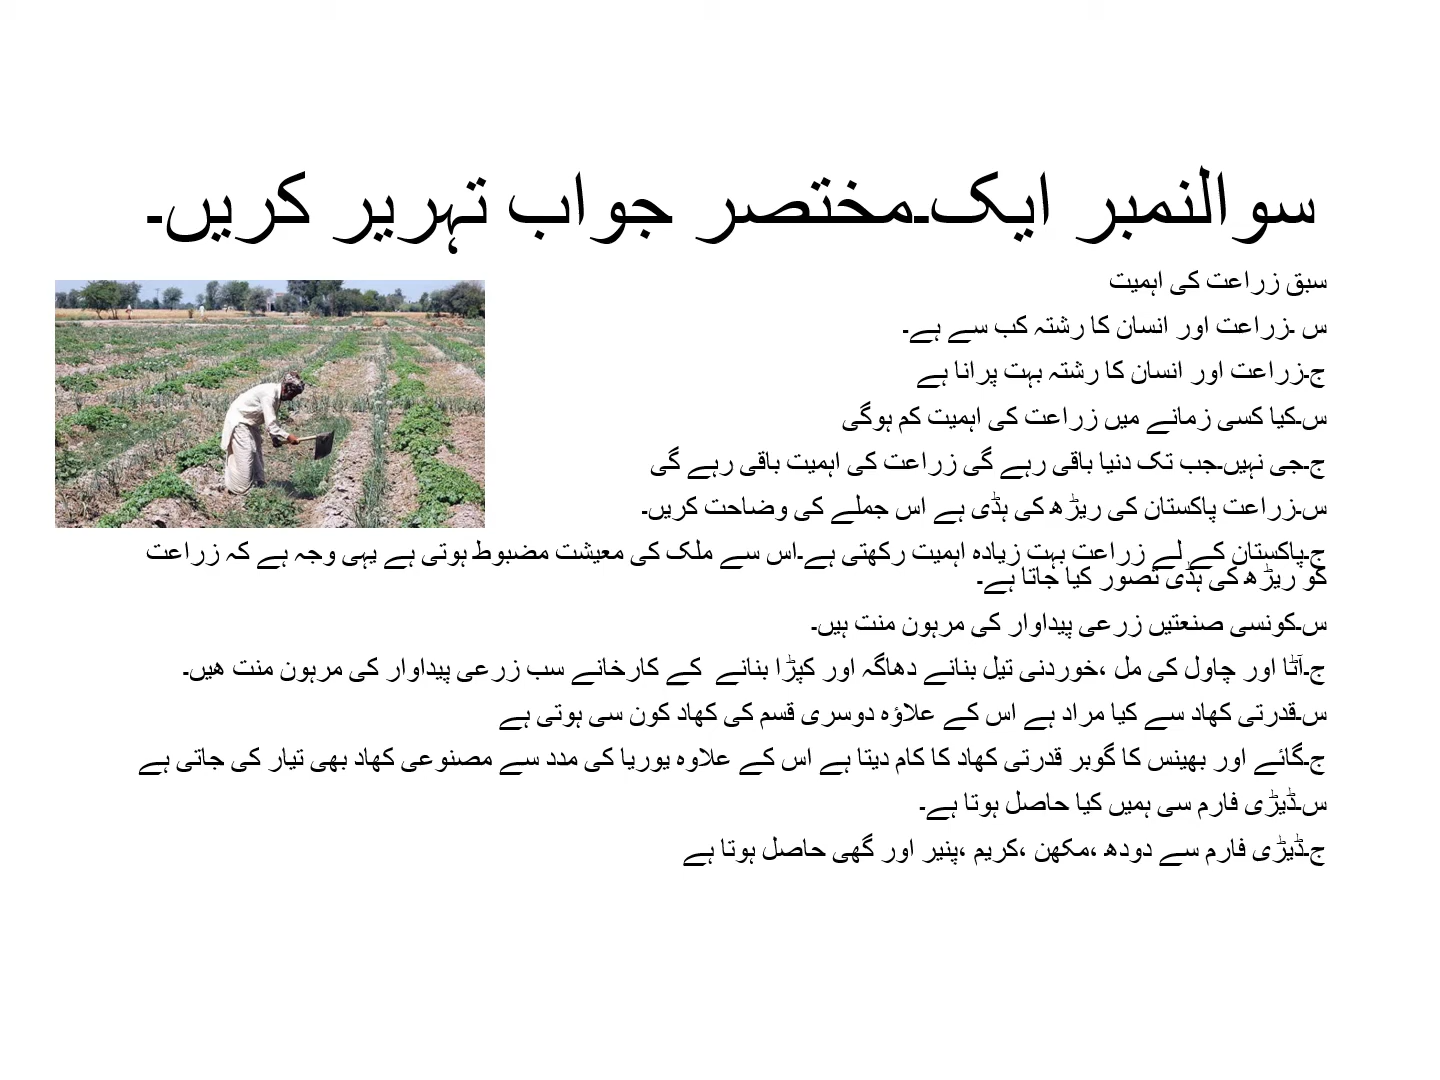 سوالنمبر ایک۔مختصر جواب تہریر کریں۔
سبق زراعت کی اہمیت
س ۔زراعت اور انسان کا رشتہ کب سے ہے۔
ج۔زراعت اور انسان کا رشتہ بہت پرانا ہے
س۔کیا کسی زمانے میں زراعت کی اہمیت کم ہوگی
ج۔جی نہیں۔جب تک دنیا باقی رہے گی زراعت کی اہمیت باقی رہے گی
س۔زراعت پاکستان کی ریڑھ کی ہڈی ہے اس جملے کی وضاحت کریں۔
ج۔پاکستان کے لے زراعت بہت زیادہ اہمیت رکھتی ہے۔اس سے ملک کی معیشت مضبوط ہوتی ہے یہی وجہ ہے کہ زراعت
کو ریڑھ کی ہڈی تصور کیا جاتا ہے۔
س۔کونسی صنعتیں زرعی پیداوار کی مرہون منت ہیں۔
ج۔آٹا اور چاول کی مل ،خوردنی تیل بنانے دھاگہ اور کپڑا بنانے  کے کارخانے سب زرعی پیداوار کی مرہون منت ھیں۔
س۔قدرتی کھاد سے کیا مراد ہے اس کے علاؤہ دوسری قسم کی کھاد کون سی ہوتی ہے
ج۔گائے اور بھینس کا گوبر قدرتی کھاد کا کام دیتا ہے اس کے علاوہ یوریا کی مدد سے مصنوعی کھاد بھی تیار کی جاتی ہے
س۔ڈیڑی فارم سی ہمیں کیا حاصل ہوتا ہے۔
ج۔ڈیڑی فارم سے دودھ ،مکھن ،کریم ،پنیر اور گھی حاصل ہوتا ہے